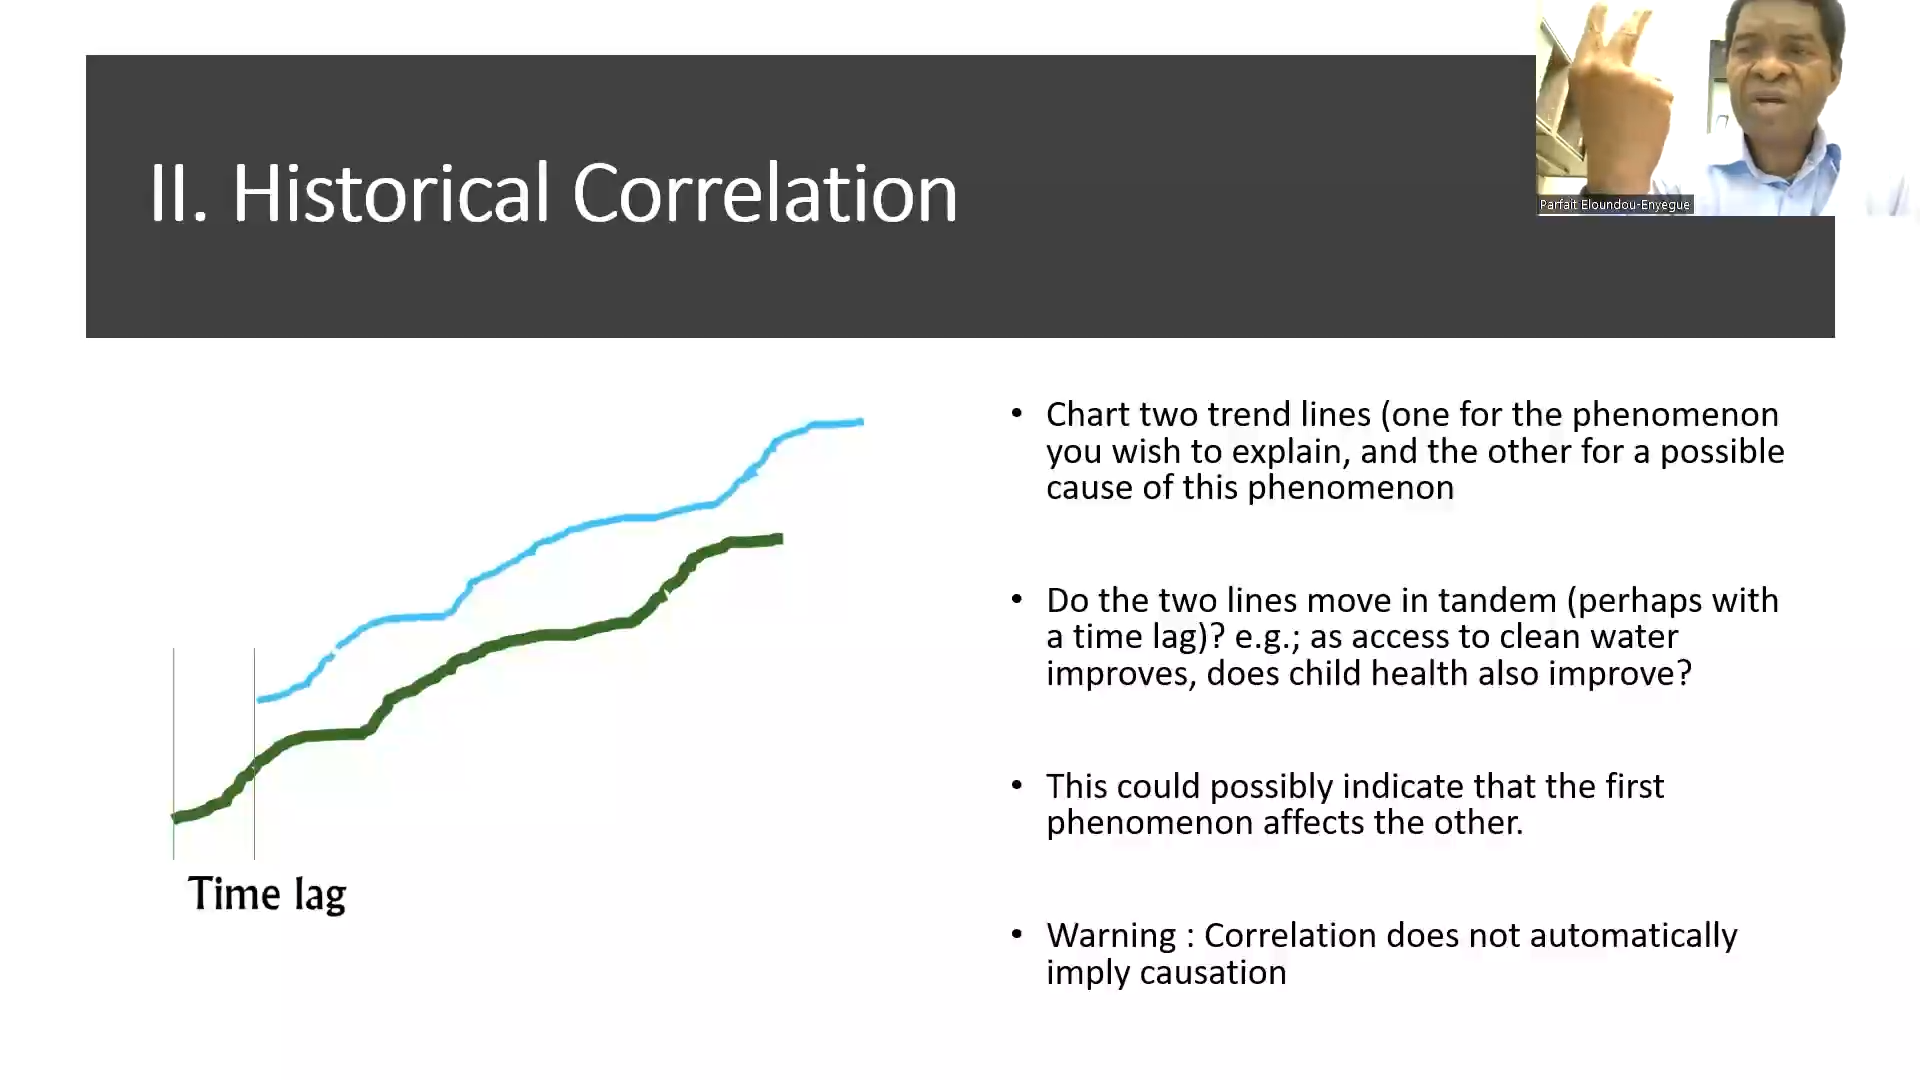 II. Historical Correlation
Parfait Eloundou-Enyegue
• Chart two trend lines (one for the phenomenon
you wish to explain, and the other for a possible
cause of this phenomenon
• Do the two lines move in tandem (perhaps with
a time lag)? e.g.; as access to clean water
improves, does child health also improve?
• This could possibly indicate that the first
phenomenon affects the other.
• Warning : Correlation does not automatically
imply causation
Time lag